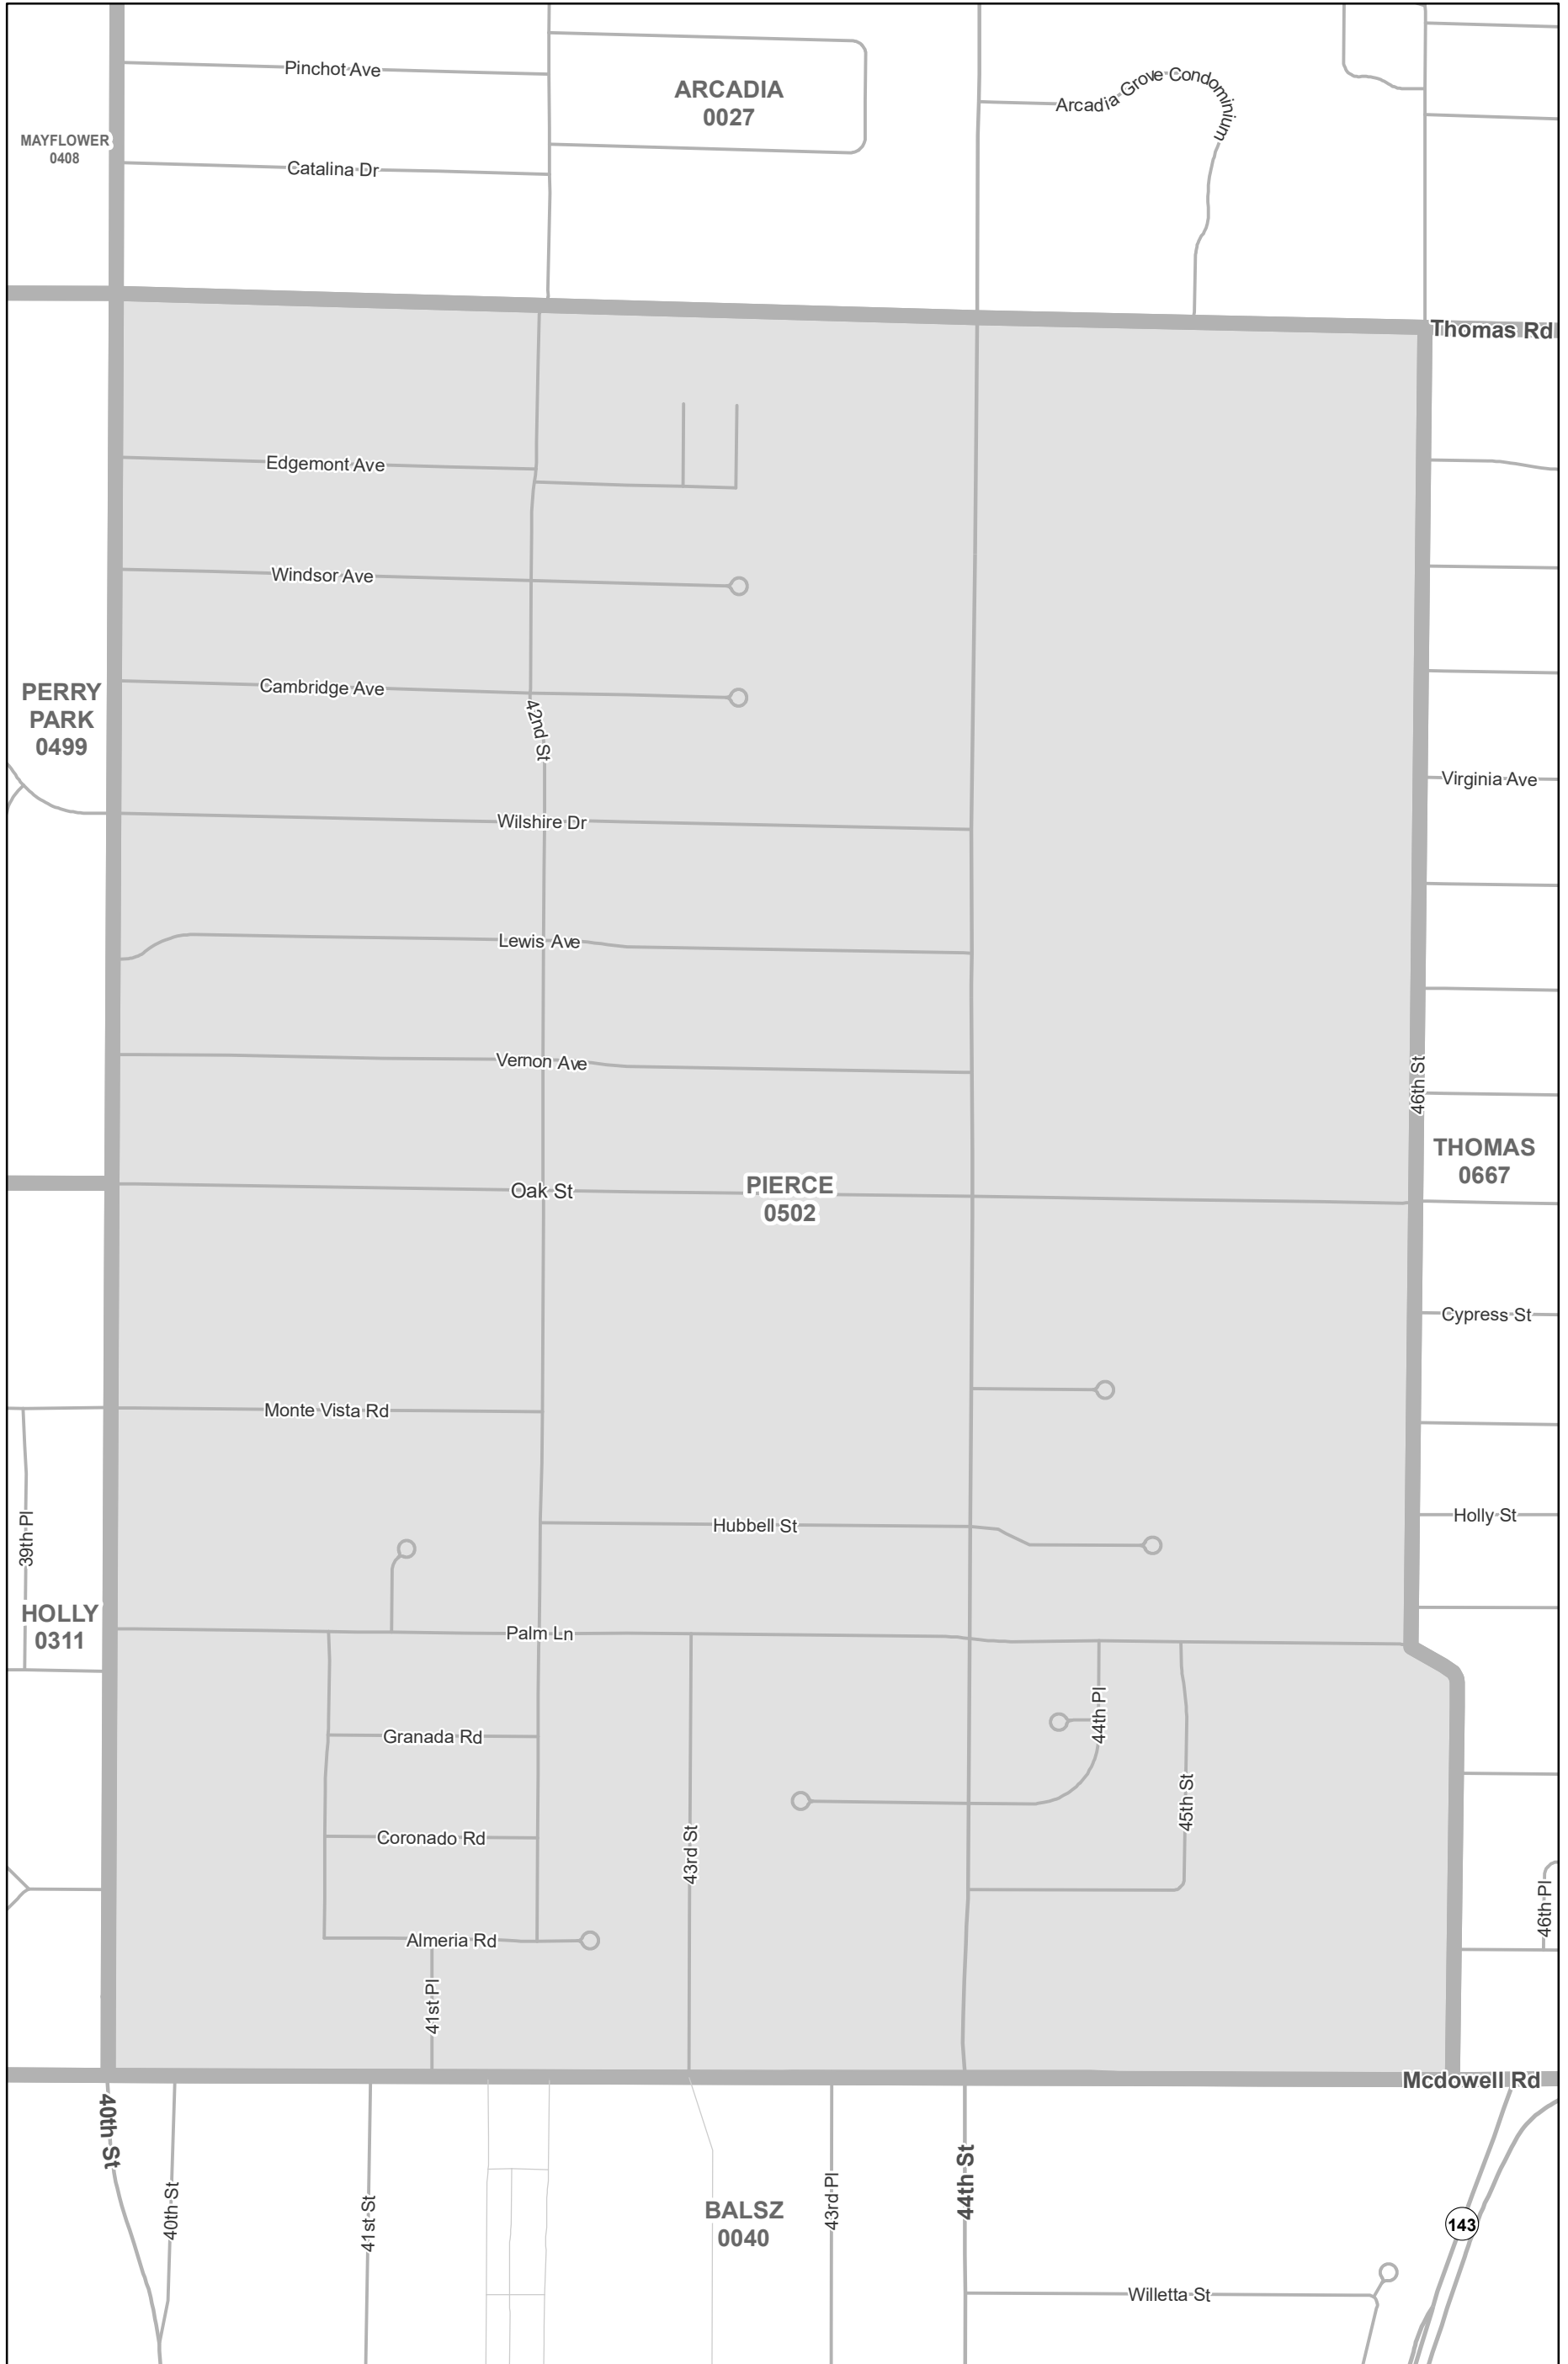 Pinchot Ave
ARCADIA
0027
Arcadia Grove Condominium
MAYFLOWER
0408
Catalina Dr
Thomas Rd
Edgemont Ave
Windsor Ave
Cambridge Ave
PERRY
PARK
0499
42nd St
Virginia Ave
Wilshire Dr
Lewis Ave
Vernon Ave
46th St
THOMAS
0667
Oak St
PIERCE
0502
Cypress St
Monte Vista Rd
Hubbell St
Holly St
39th Pl
HOLLY
0311
Palm Ln
44th Pl
Granada Rd
45th St
Coronado Rd
43rd St
46th Pl
Almeria Rd
41st Pl
Mcdowell Rd
40th St
44th St
40th St
41st St
BALSZ
0040
43rd Pl
143
Willetta St